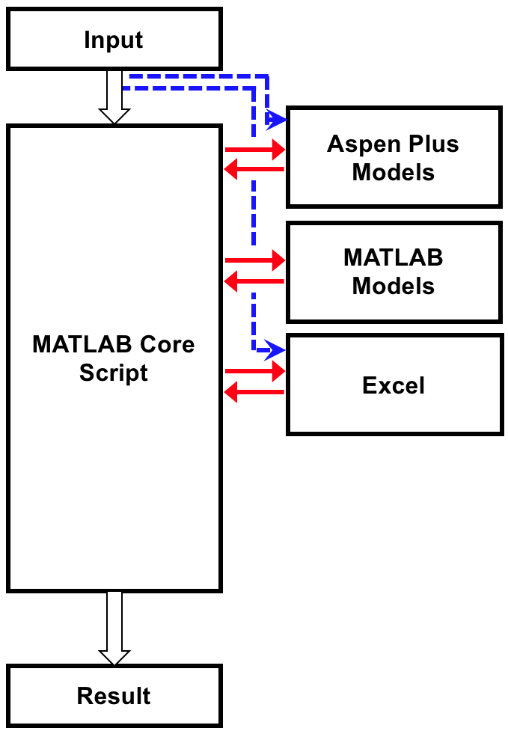 Input
Aspen Plus
Models
MATLAB
Models
MATLAB Core
Script
Excel
Result